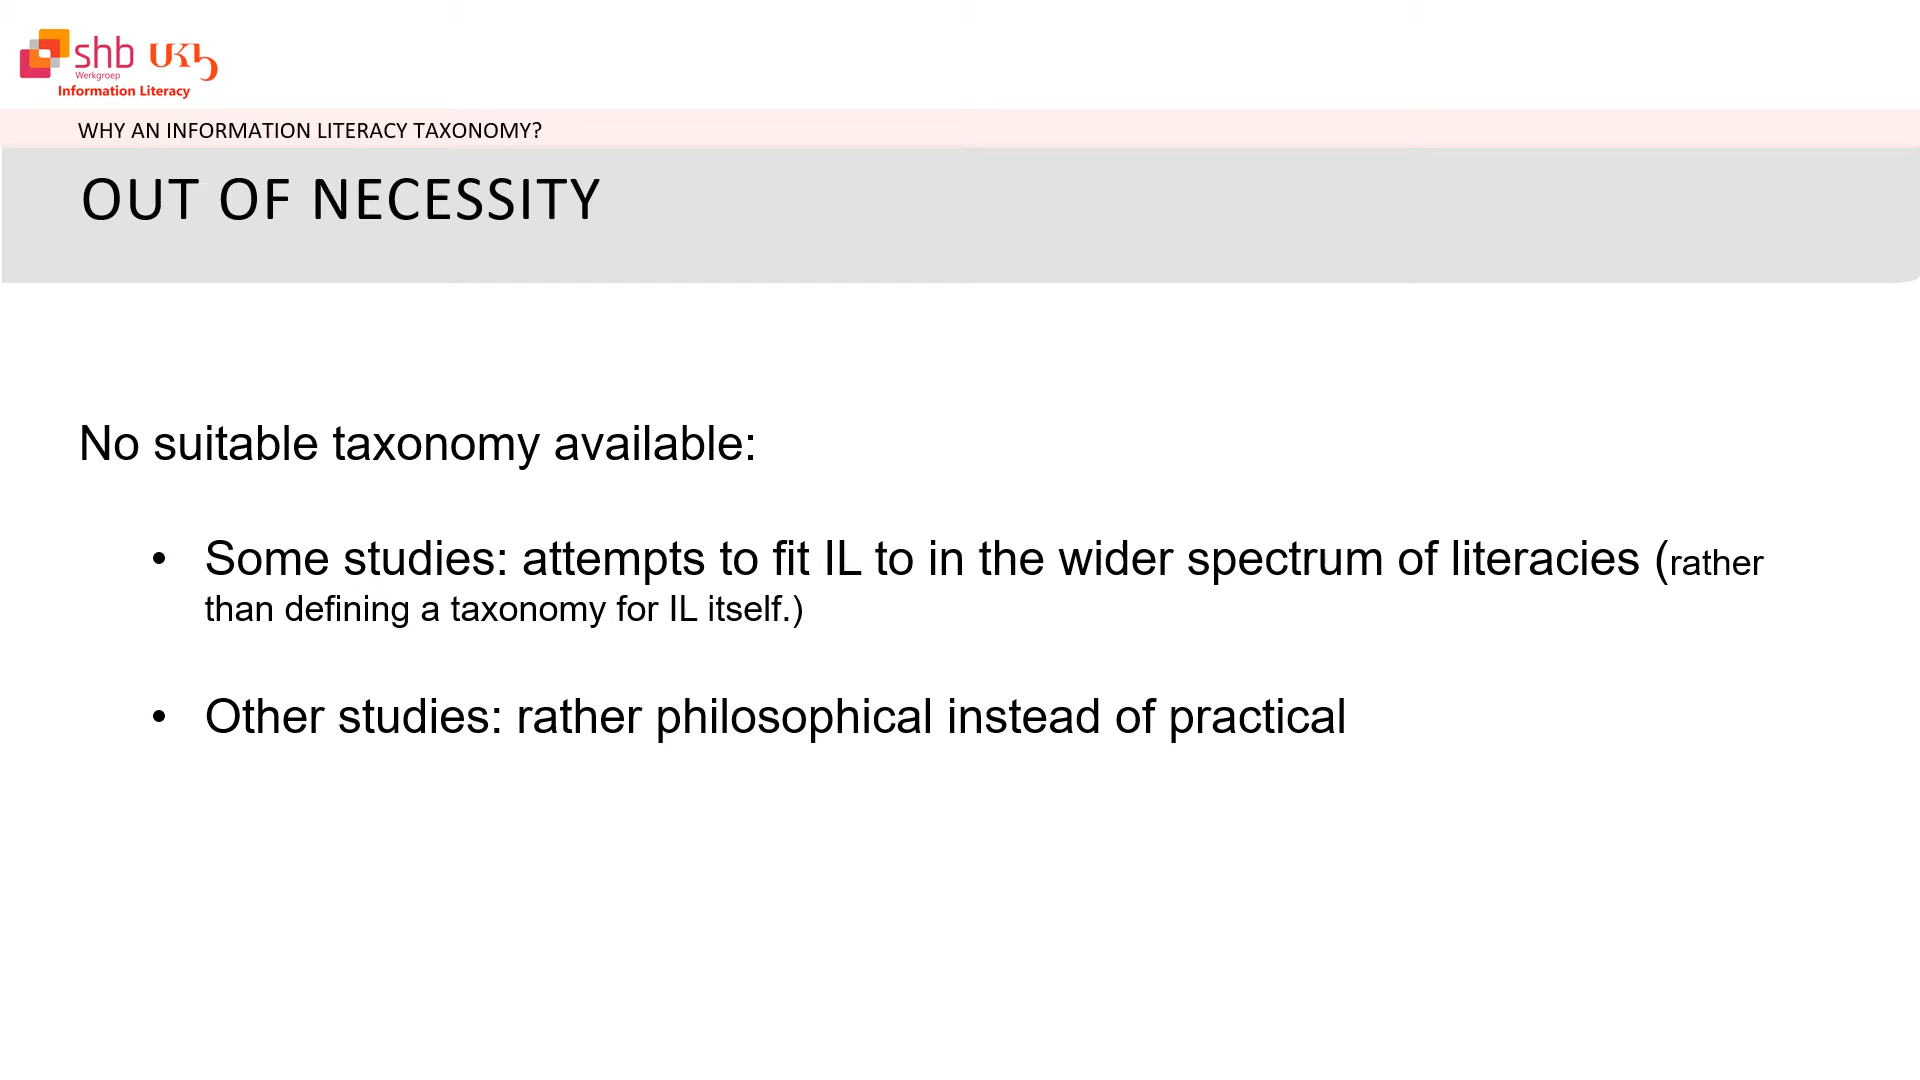 shb UKb
Werkgroep
Information Literacy
WHY AN INFORMATION LITERACY TAXONOMY?
OUT OF NECESSITY
No suitable taxonomy available:
• Some studies: attempts to fit IL to in the wider spectrum of literacies (rather
than defining a taxonomy for IL itself.)
• Other studies: rather philosophical instead of practical